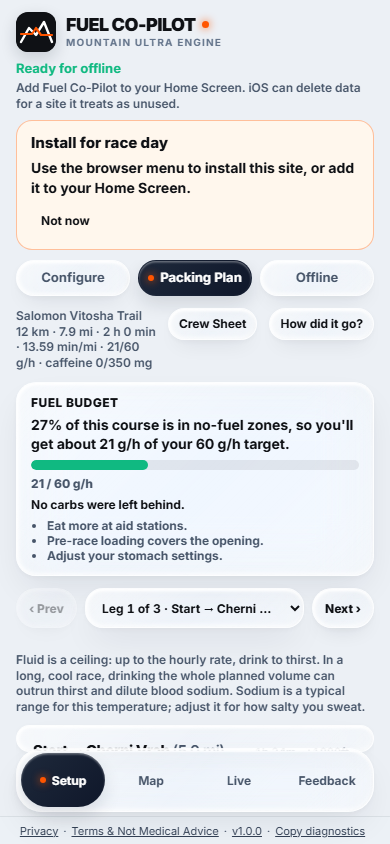 FUEL CO-PILOT
MOUNTAIN ULTRA ENGINE
Ready for offline
Add Fuel Co-Pilot to your Home Screen. iOS can delete data
for a site it treats as unused.
Install for race day
Use the browser menu to install this site, or add
it to your Home Screen.
Not now
Configure
Packing Plan
Offline
Salomon Vitosha Trail
12 km · 7.9 mi · 2 h 0 min
· 13.59 min/mi · 21/60
g/h · caffeine 0/350 mg
Crew Sheet
How did it go?
FUEL BUDGET
27% of this course is in no-fuel zones, so you'll
get about 21 g/h of your 60 g/h target.
21 / 60 g/h
No carbs were left behind.
• Eat more at aid stations.
• Pre-race loading covers the opening.
• Adjust your stomach settings.
‹ Prev
Leg 1 of 3 · Start → Cherni ...
Next ›
Fluid is a ceiling: up to the hourly rate, drink to thirst. In a
long, cool race, drinking the whole planned volume can
outrun thirst and dilute blood sodium. Sodium is a typical
range for this temperature; adjust it for how salty you sweat.
Setup
Map
Live
Feedback
Privacy · Terms & Not Medical Advice · v1.0.0 · Copy diagnostics